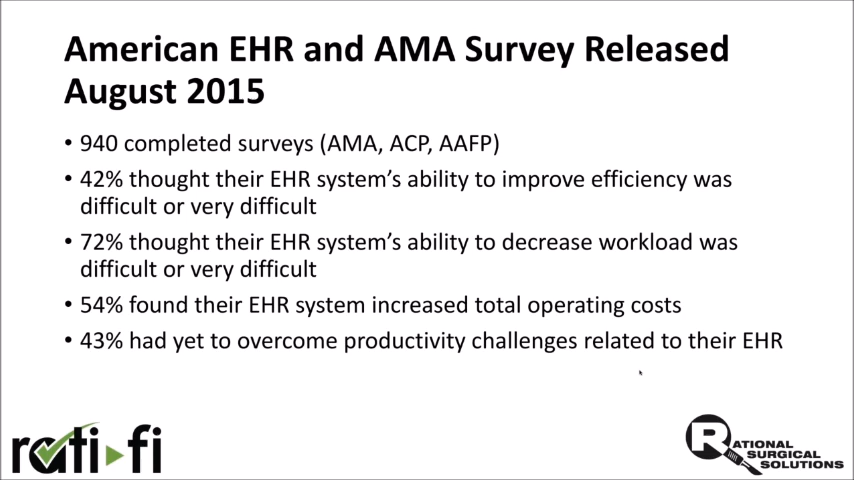 American EHR and AMA Survey Released
August 2015
• 940 completed surveys (AMA, ACP, AAFP)
• 42% thought their EHR system's ability to improve efficiency was
difficult or very difficult
• 72% thought their EHR system's ability to decrease workload was
difficult or very difficult
• 54% found their EHR system increased total operating costs
• 43% had yet to overcome productivity challenges related to their EHR
rati-fi
RATIONAL
SURGICAL
SOLUTIONS